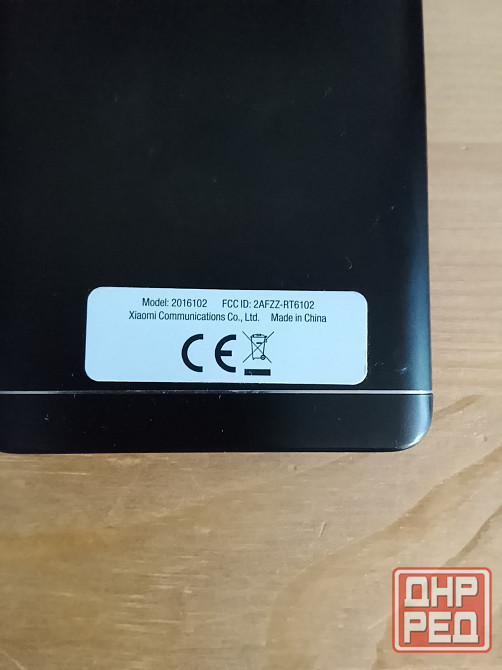 Model: 2016102 FCC ID: 2AFZZ-RT6102
Xiaomi Communications Co., Ltd. Made in China
CE
ДНР
РЕД